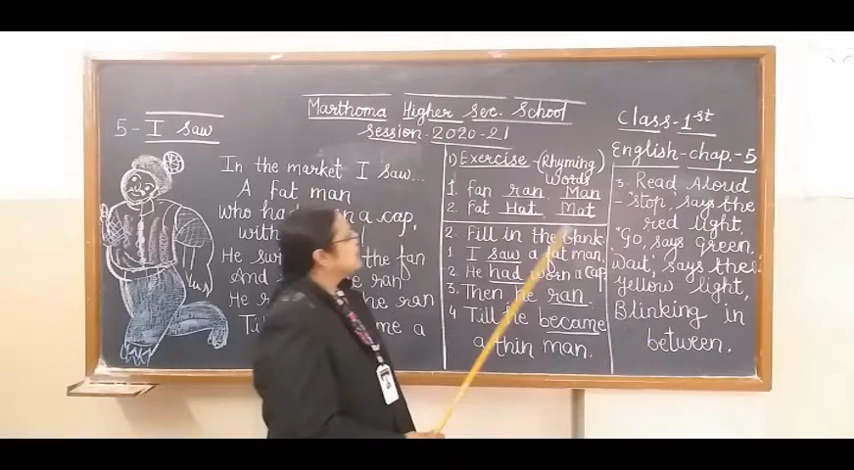 Marthoma Higher Sec. School
Session-2020-21
Class-1st
English-chap.-5
5- I saw
In the market I saw...
A fat man
who had a cap,
with
He the fan
And ran
He he ran
me a
1) Exercise-(Rhyming Words)
1. fan ran Man
2. Fat Hat Mat
2. Fill in the blank.
1 I saw a fat man.
2. He had worn a cap
3. Then he ran.
4 Till he became
a thin man.
3. Read Aloud
-'stop,' says the
red light,
'Go, says green,
Wait', says the
Yellow light,
Blinking in
between.